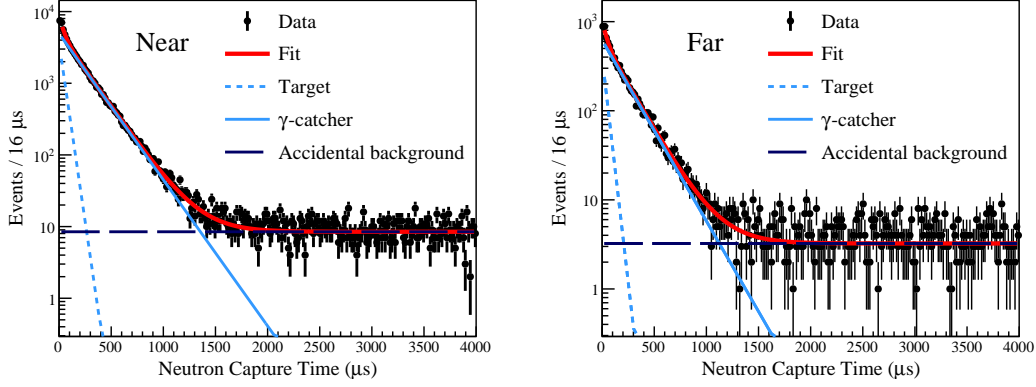 Near
Data
Fit
Target
γ-catcher
Accidental background
Events / 16 μs
10⁴
10³
10²
10
1
0 500 1000 1500 2000 2500 3000 3500 4000
Neutron Capture Time (μs)
Far
Data
Fit
Target
γ-catcher
Accidental background
Events / 16 μs
10³
10²
10
1
0 500 1000 1500 2000 2500 3000 3500 4000
Neutron Capture Time (μs)